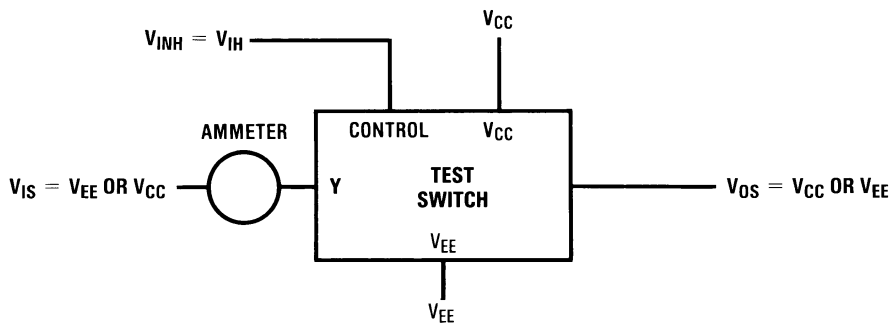 V_CC
V_INH = V_IH
AMMETER
CONTROL
V_CC
V_IS = V_EE OR V_CC
Y
TEST
SWITCH
V_OS = V_CC OR V_EE
V_EE
V_EE